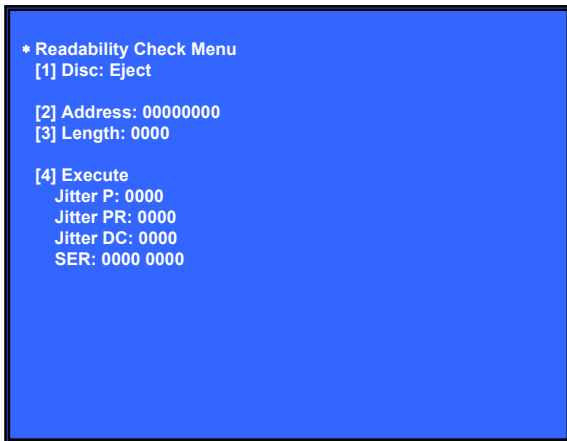 * Readability Check Menu
[1] Disc: Eject
[2] Address: 00000000
[3] Length: 0000
[4] Execute
Jitter P: 0000
Jitter PR: 0000
Jitter DC: 0000
SER: 0000 0000